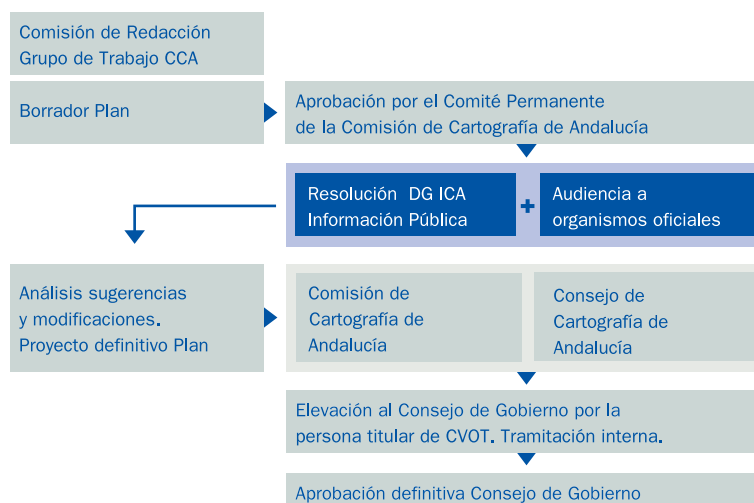 Comisión de Redacción
Grupo de Trabajo CCA
Borrador Plan
Aprobación por el Comité Permanente
de la Comisión de Cartografía de Andalucía
Resolución DG ICA
Información Pública
+
Audiencia a
organismos oficiales
Análisis sugerencias
y modificaciones.
Proyecto definitivo Plan
Comisión de
Cartografía de
Andalucía
Consejo de
Cartografía de
Andalucía
Elevación al Consejo de Gobierno por la
persona titular de CVOT. Tramitación interna.
Aprobación definitiva Consejo de Gobierno